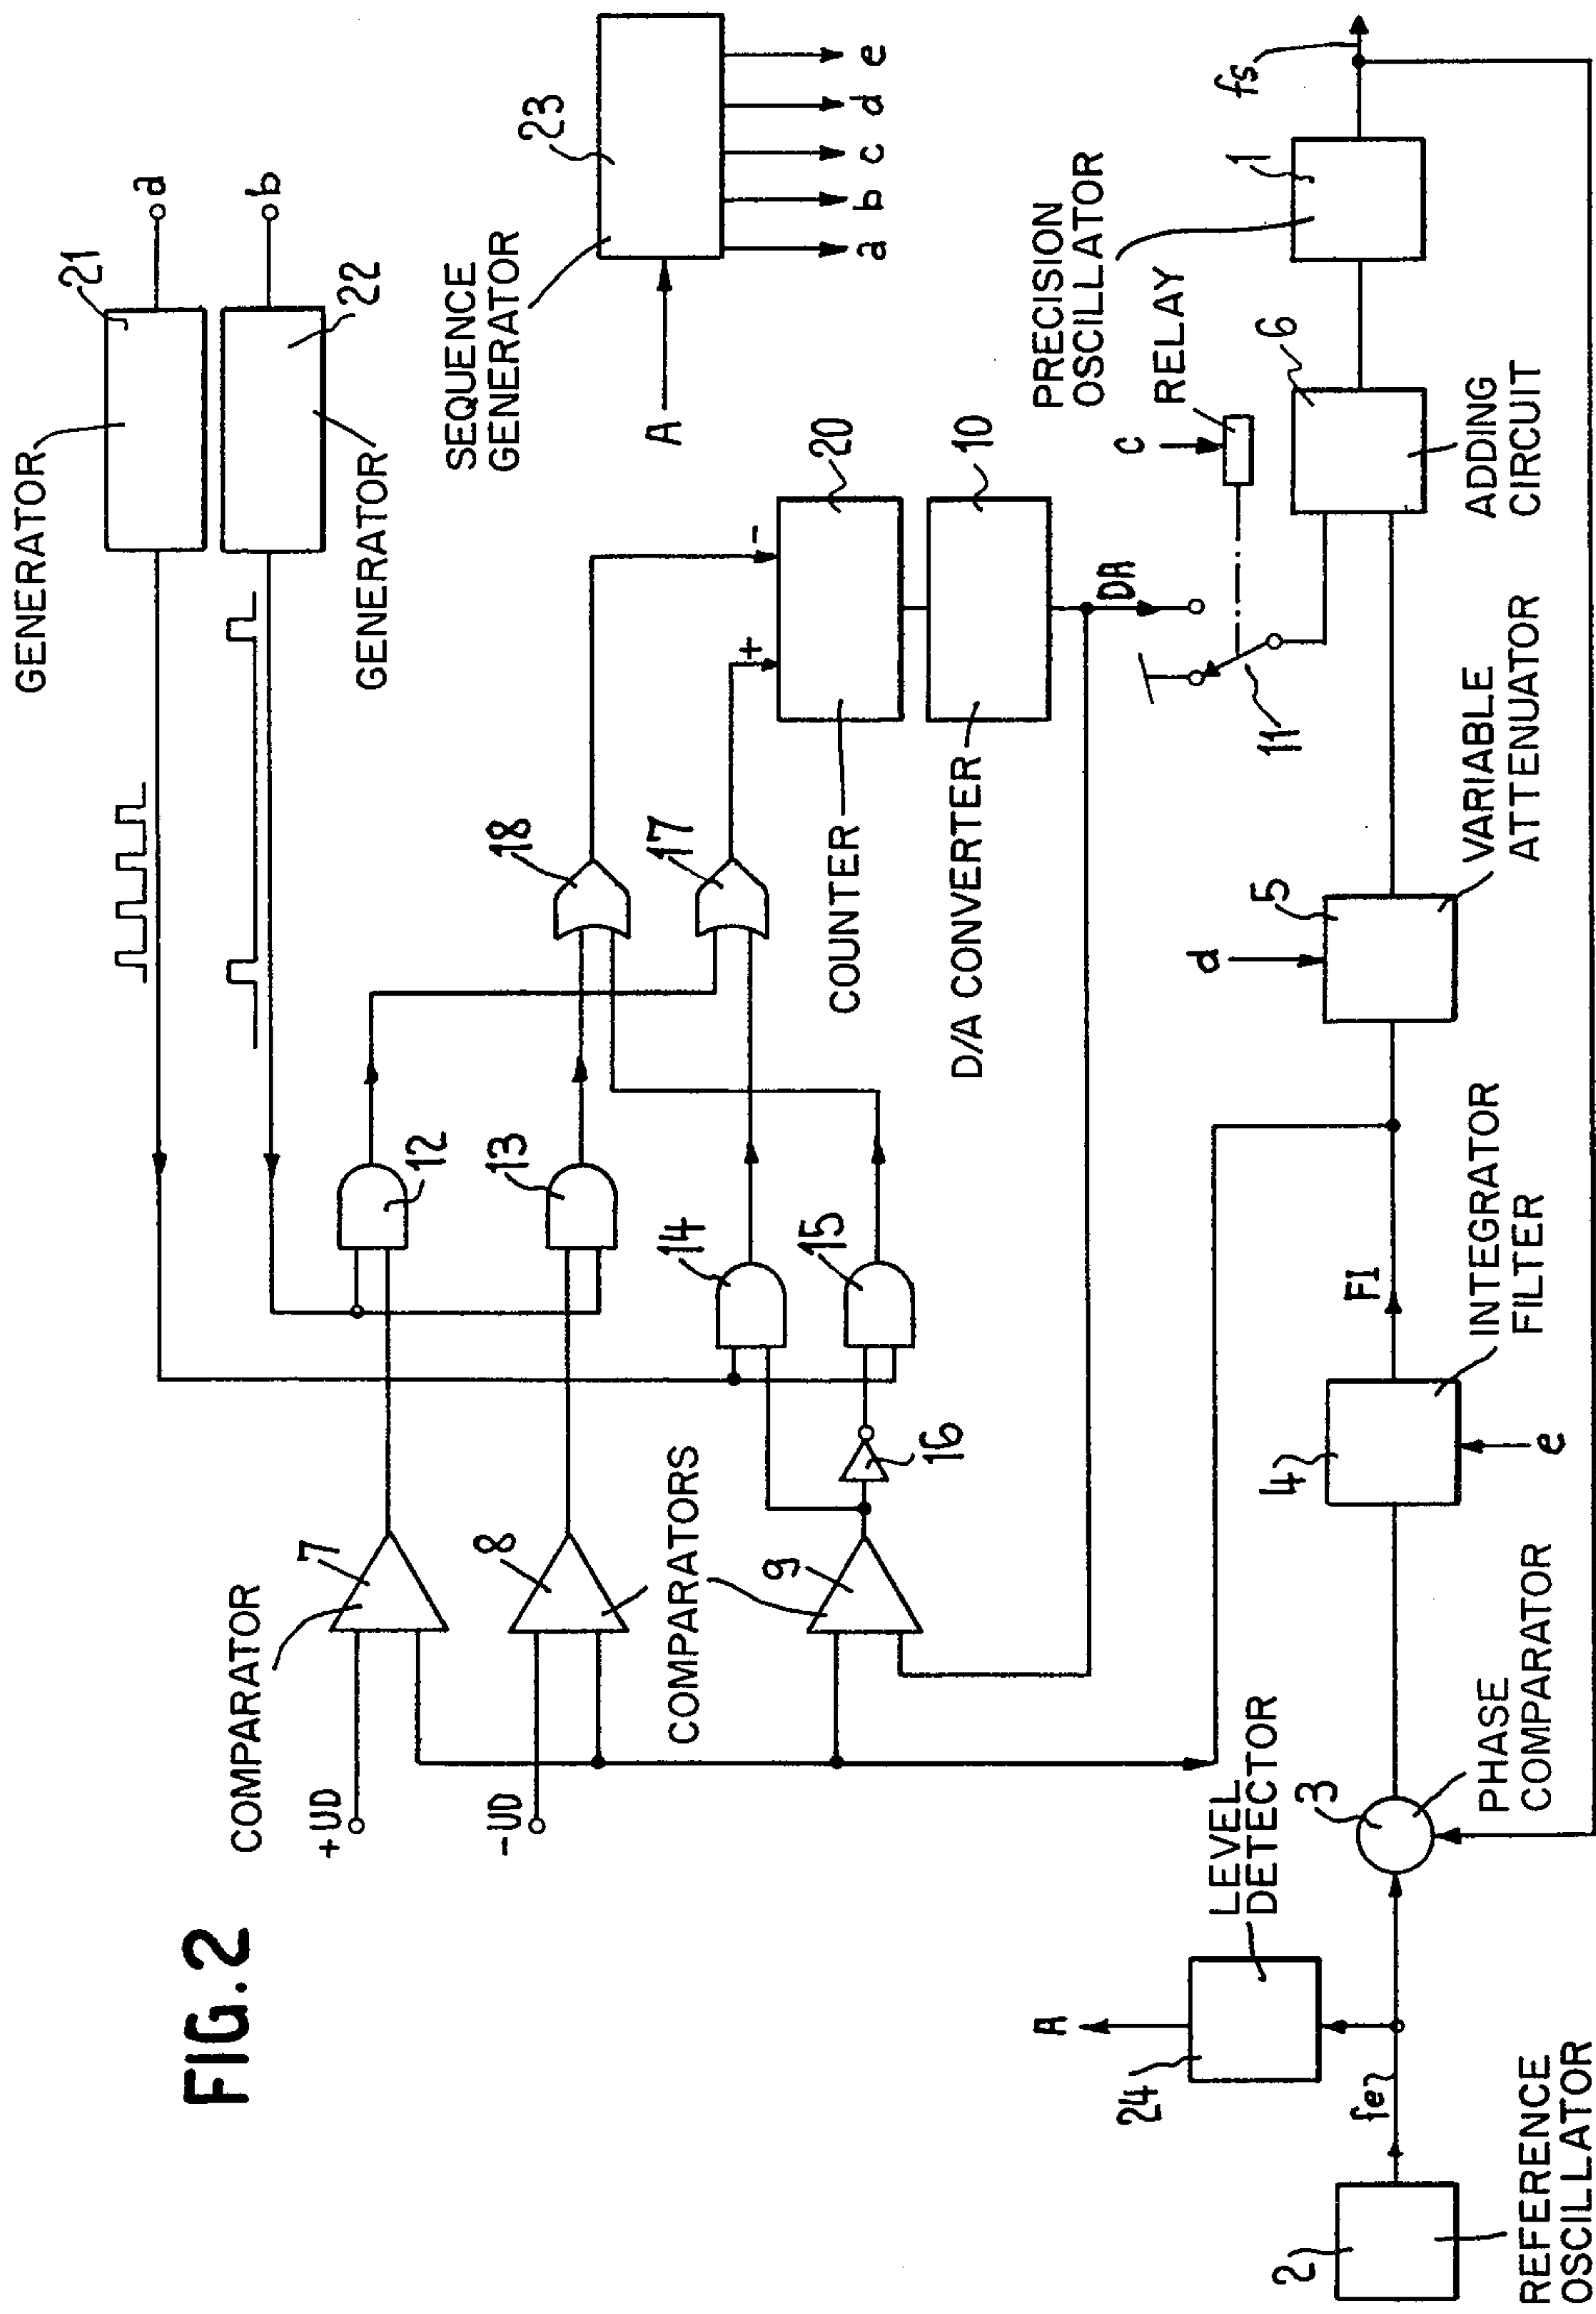 FIG.2
GENERATOR
21
a
22
b
GENERATOR
SEQUENCE
GENERATOR
23
A
a
b
c
d
e
COMPARATOR
7
+UD
-UD
8
COMPARATORS
9
16
12
13
14
15
18
17
+
-
20
COUNTER
10
D/A CONVERTER
DA
11
c
RELAY
PRECISION
OSCILLATOR
1
fs
6
ADDING
CIRCUIT
d
5
VARIABLE
ATTENUATOR
FI
4
e
INTEGRATOR
FILTER
3
PHASE
COMPARATOR
LEVEL
DETECTOR
A
24
fe
2
REFERENCE
OSCILLATOR